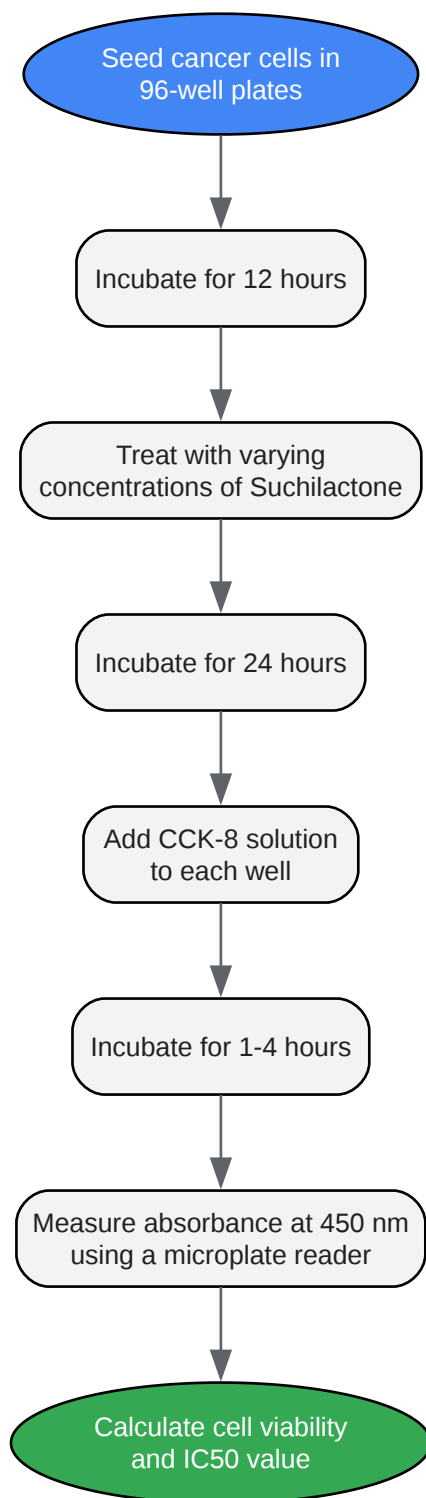 Seed cancer cells in
96-well plates
Incubate for 12 hours
Treat with varying
concentrations of Suchilactone
Incubate for 24 hours
Add CCK-8 solution
to each well
Incubate for 1-4 hours
Measure absorbance at 450 nm
using a microplate reader
Calculate cell viability
and IC50 value